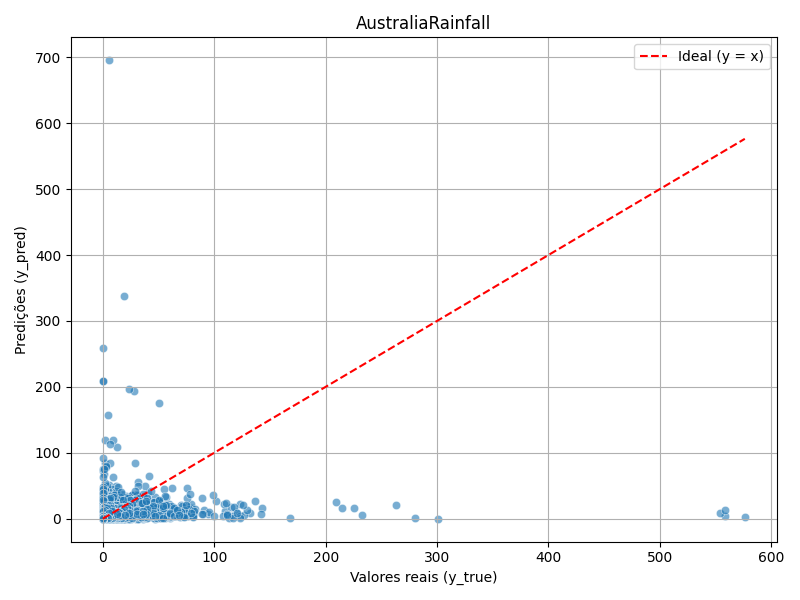 AustraliaRainfall
Ideal (y = x)
700
600
500
400
300
200
100
0
Predições (y_pred)
0 100 200 300 400 500 600
Valores reais (y_true)